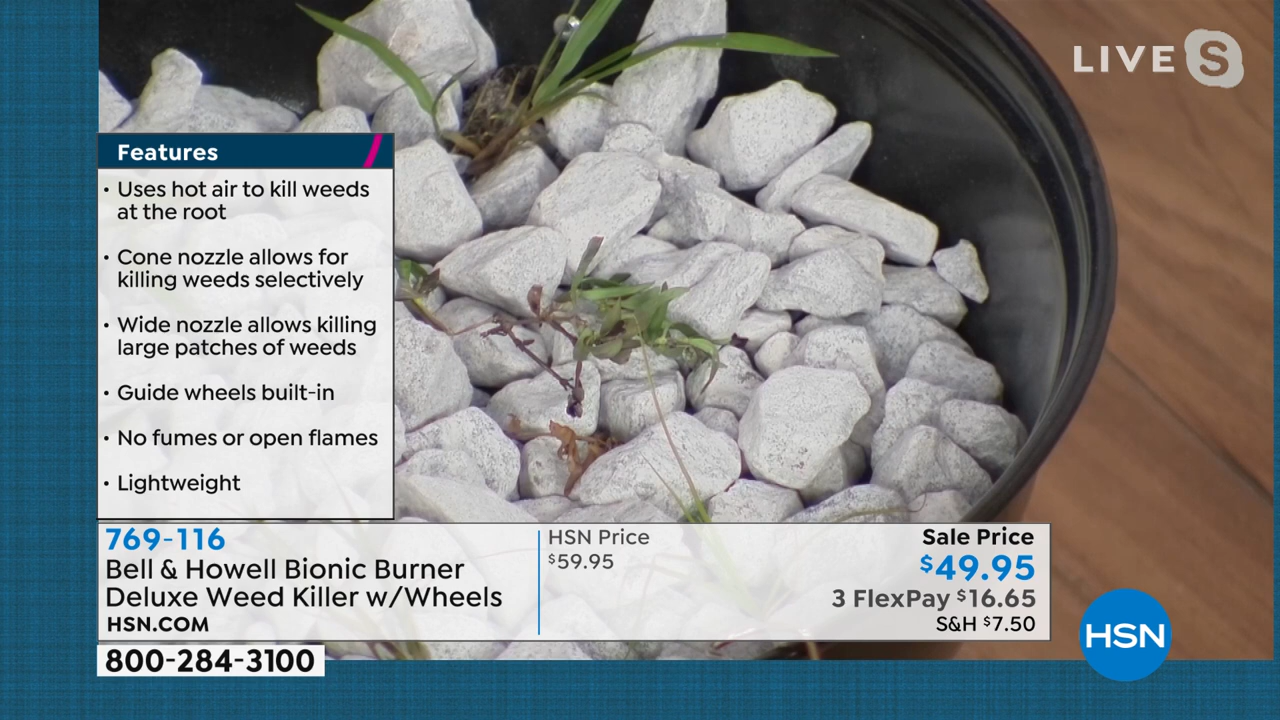 LIVE S
Features
• Uses hot air to kill weeds
at the root
• Cone nozzle allows for
killing weeds selectively
• Wide nozzle allows killing
large patches of weeds
• Guide wheels built-in
• No fumes or open flames
• Lightweight
769-116
Bell & Howell Bionic Burner
Deluxe Weed Killer w/Wheels
HSN.COM
HSN Price
$59.95
Sale Price
$49.95
3 FlexPay $16.65
S&H $7.50
HSN
800-284-3100